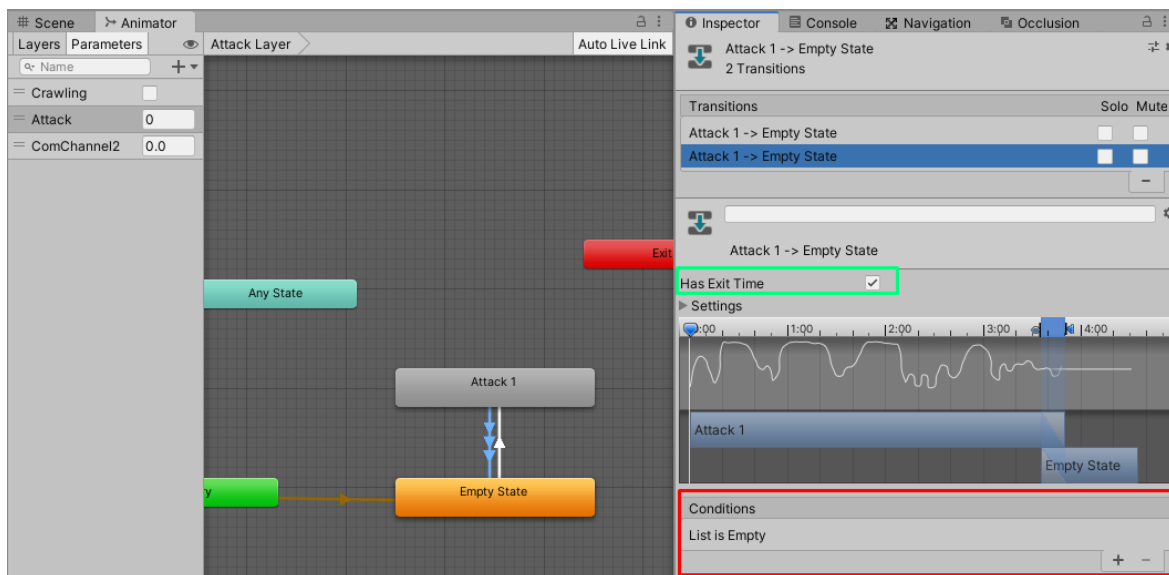 Scene
Animator
Layers Parameters
Name
Crawling
Attack 0
ComChannel2 0.0
Attack Layer
Auto Live Link
Exit
Any State
Attack 1
Empty State
Inspector
Console
Navigation
Occlusion
Attack 1 -> Empty State
2 Transitions
Transitions Solo Mute
Attack 1 -> Empty State
Attack 1 -> Empty State
Attack 1 -> Empty State
Has Exit Time
Settings
:00 1:00 2:00 3:00 4:00
Attack 1
Empty State
Conditions
List is Empty